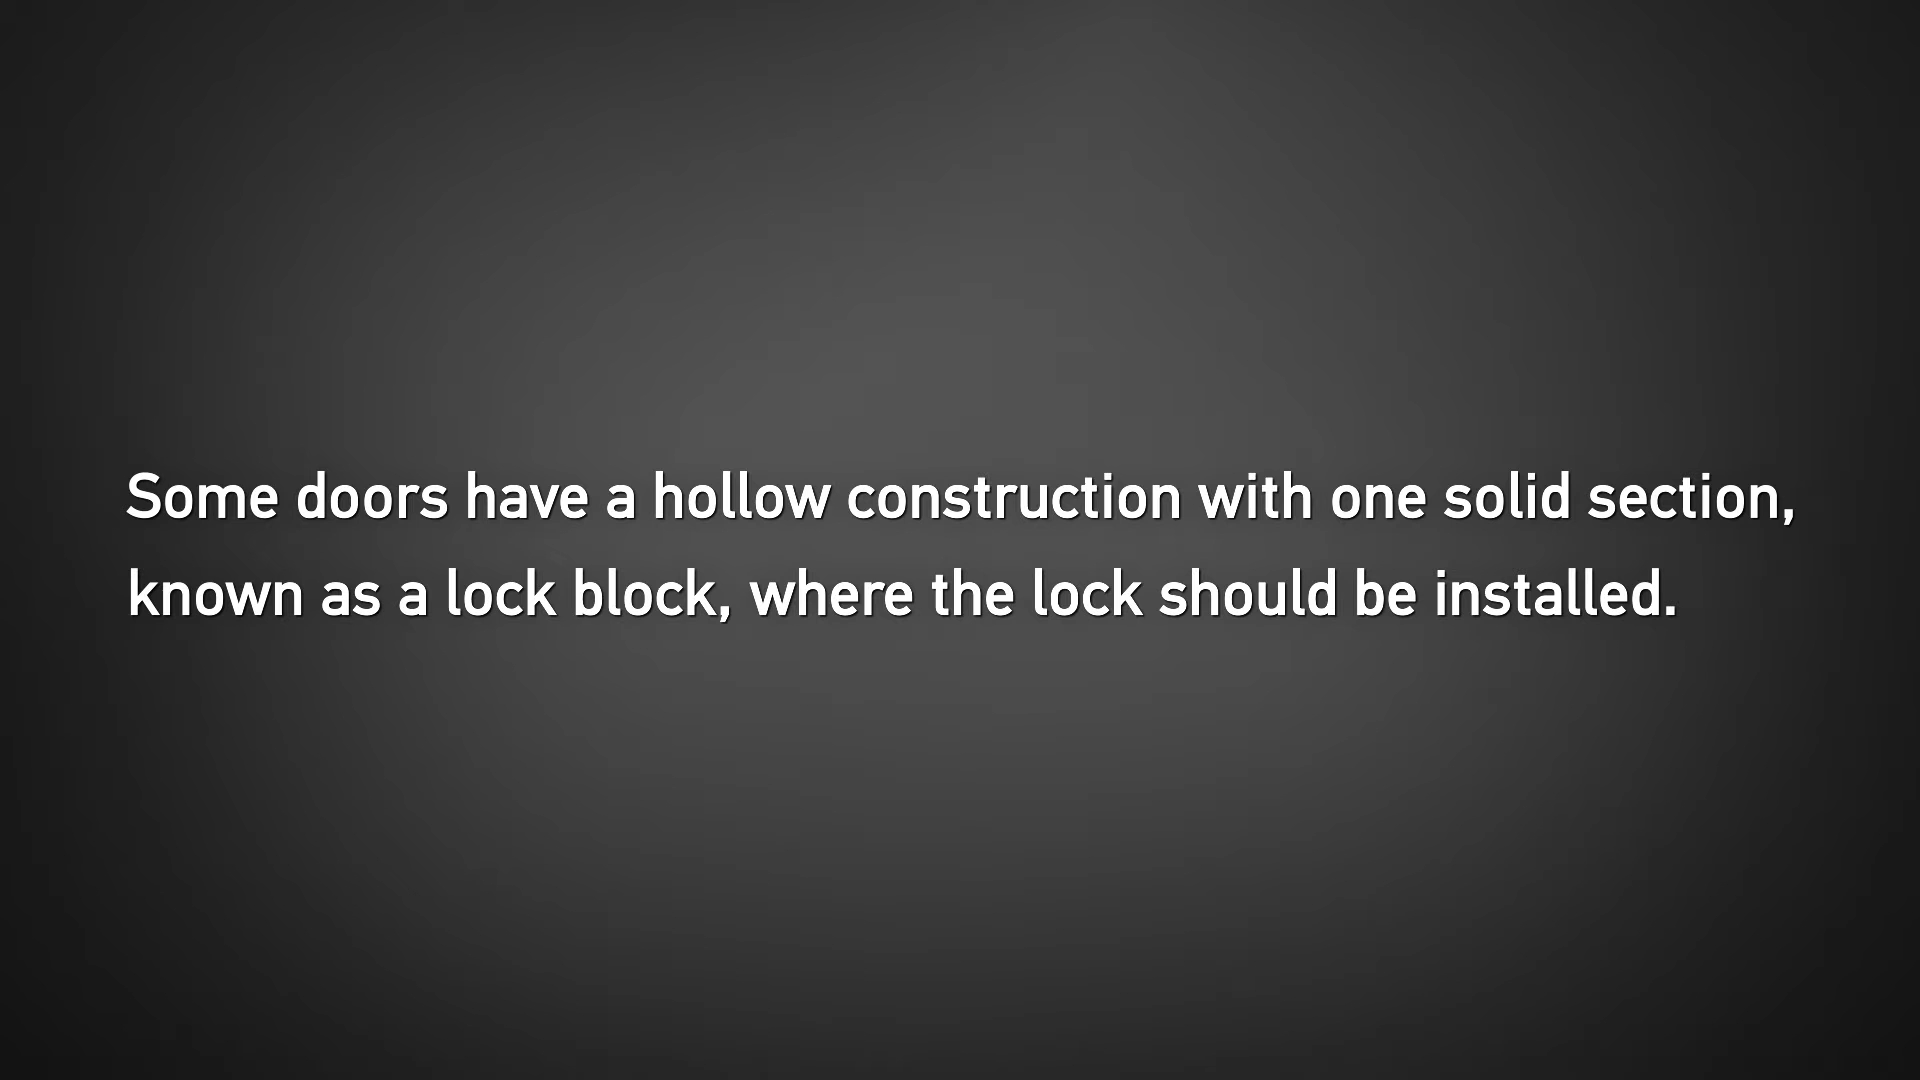 Some doors have a hollow construction with one solid section,
known as a lock block, where the lock should be installed.